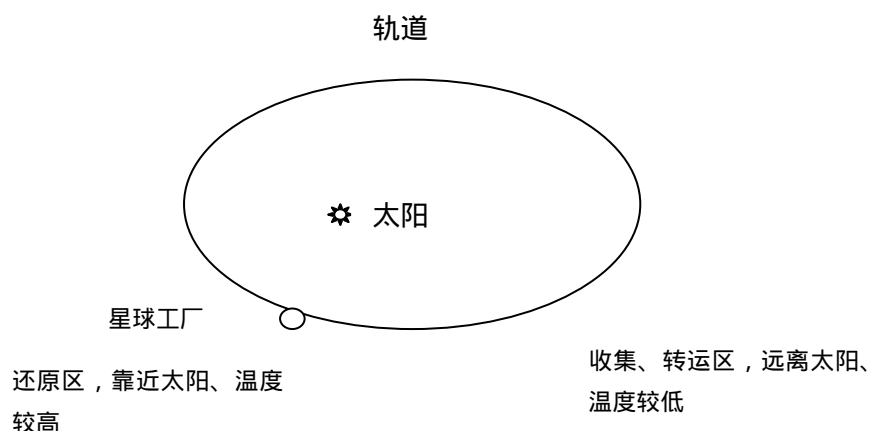 轨道
太阳
星球工厂
还原区，靠近太阳、温度
较高
收集、转运区，远离太阳、
温度较低